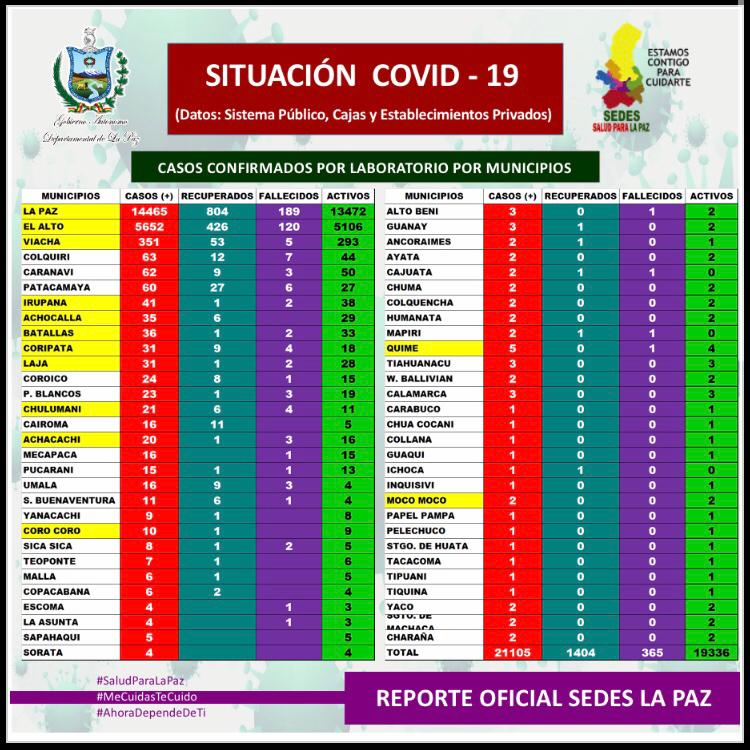 Gobierno Autónomo
Departamental de La Paz
SITUACIÓN COVID - 19
(Datos: Sistema Público, Cajas y Establecimientos Privados)
ESTAMOS
CONTIGO
PARA
CUIDARTE
SEDES
SALUD PARA LA PAZ
CASOS CONFIRMADOS POR LABORATORIO POR MUNICIPIOS
MUNICIPIOS CASOS (+) RECUPERADOS FALLECIDOS ACTIVOS
LA PAZ 14465 804 189 13472
EL ALTO 5652 426 120 5106
VIACHA 351 53 5 293
COLQUIRI 63 12 7 44
CARANAVI 62 9 3 50
PATACAMAYA 60 27 6 27
IRUPANA 41 1 2 38
ACHOCALLA 35 6 29
BATALLAS 36 1 2 33
CORIPATA 31 9 4 18
LAJA 31 1 2 28
COROICO 24 8 1 15
P. BLANCOS 23 1 3 19
CHULUMANI 21 6 4 11
CAIROMA 16 11 5
ACHACACHI 20 1 3 16
MECAPACA 16 1 15
PUCARANI 15 1 1 13
UMALA 16 9 3 4
S. BUENAVENTURA 11 6 1 4
YANACACHI 9 1 8
CORO CORO 10 1 9
SICA SICA 8 1 2 5
TEOPONTE 7 1 6
MALLA 6 1 5
COPACABANA 6 2 4
ESCOMA 4 1 3
LA ASUNTA 4 1 3
SAPAHAQUI 5 5
SORATA 4 4
MUNICIPIOS CASOS (+) RECUPERADOS FALLECIDOS ACTIVOS
ALTO BENI 3 0 1 2
GUANAY 3 1 0 2
ANCORAIMES 2 1 0 1
AYATA 2 0 0 2
CAJUATA 2 1 1 0
CHUMA 2 0 0 2
COLQUENCHA 2 0 0 2
HUMANATA 2 0 0 2
MAPIRI 2 1 1 0
QUIME 5 0 1 4
TIAHUANACU 3 0 0 3
W. BALLIVIAN 2 0 0 2
CALAMARCA 3 0 0 3
CARABUCO 1 0 0 1
CHUA COCANI 1 0 0 1
COLLANA 1 0 0 1
GUAQUI 1 0 0 1
ICHOCA 1 1 0 0
INQUISIVI 1 0 0 1
MOCO MOCO 2 0 0 2
PAPEL PAMPA 1 0 0 1
PELECHUCO 1 0 0 1
STGO. DE HUATA 1 0 0 1
TACACOMA 1 0 0 1
TIPUANI 1 0 0 1
TIQUINA 1 0 0 1
YACO 2 0 0 2
SGTO. DE
MACHACA 2 0 0 2
CHARAÑA 2 0 0 2
TOTAL 21105 1404 365 19336
#SaludParaLaPaz
#MeCuidasTeCuido
#AhoraDependeDeTi
REPORTE OFICIAL SEDES LA PAZ